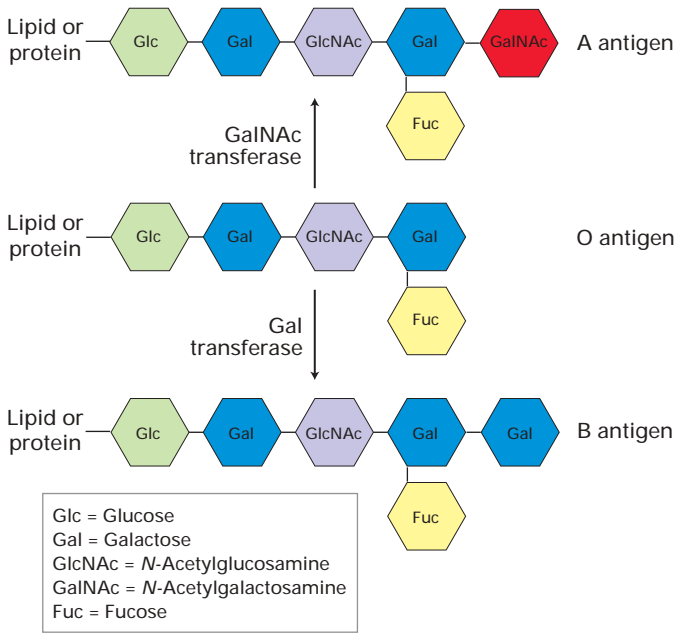 Lipid or
protein
Glc
Gal
GlcNAc
Gal
GalNAc
A antigen
Fuc
GalNAc
transferase
Lipid or
protein
Glc
Gal
GlcNAc
Gal
O antigen
Fuc
Gal
transferase
Lipid or
protein
Glc
Gal
GlcNAc
Gal
Gal
B antigen
Fuc
Glc = Glucose
Gal = Galactose
GlcNAc = N-Acetylglucosamine
GalNAc = N-Acetylgalactosamine
Fuc = Fucose